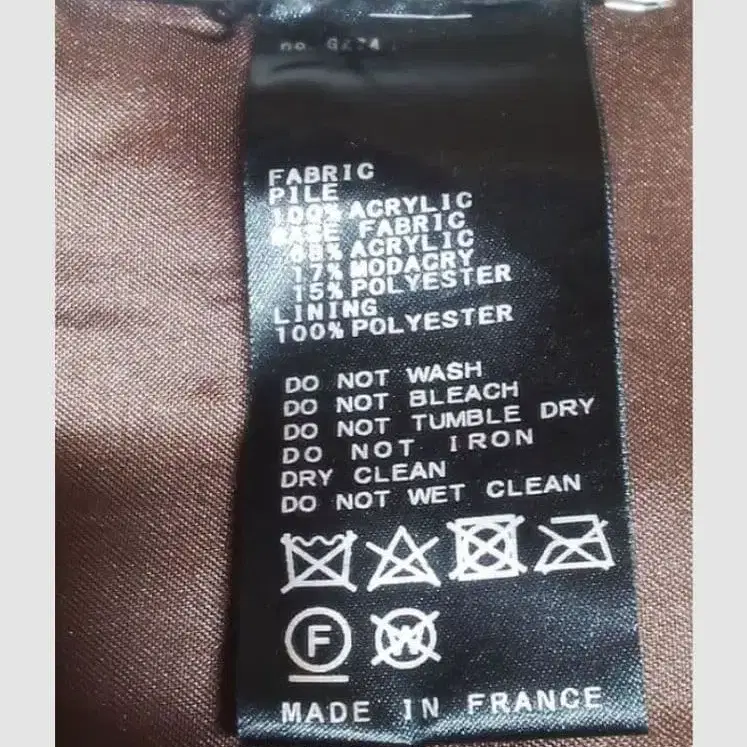 no.
FABRIC
PILE
100% ACRYLIC
BASE FABRIC
68% ACRYLIC
17% MODACRY
15% POLYESTER
LINING
100% POLYESTER
DO NOT WASH
DO NOT BLEACH
DO NOT TUMBLE DRY
DO NOT IRON
DRY CLEAN
DO NOT WET CLEAN
F W
MADE IN FRANCE